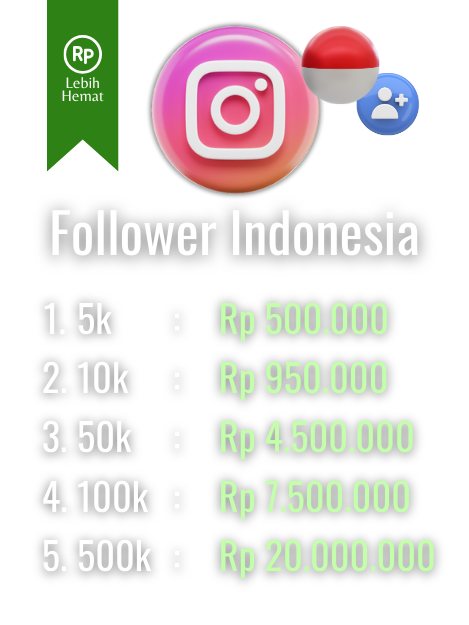 Rp
Lebih
Hemat
Follower Indonesia
1. 5k : Rp 500.000
2. 10k : Rp 950.000
3. 50k : Rp 4.500.000
4. 100k : Rp 7.500.000
5. 500k : Rp 20.000.000